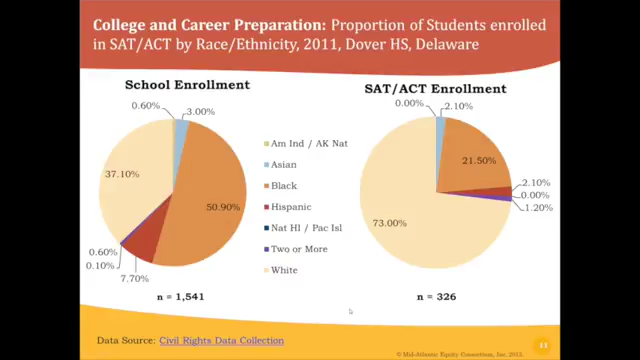 College and Career Preparation: Proportion of Students enrolled
in SAT/ACT by Race/Ethnicity, 2011, Dover HS, Delaware
School Enrollment
0.60%
3.00%
37.10%
50.90%
0.60%
0.10%
7.70%
n = 1,541
Am Ind / AK Nat
Asian
Black
Hispanic
Nat HI / Pac Isl
Two or More
White
SAT/ACT Enrollment
0.00%
2.10%
21.50%
2.10%
0.00%
1.20%
73.00%
n = 326
Data Source: Civil Rights Data Collection
11
© Mid-Atlantic Equity Consortium, Inc. 2015.